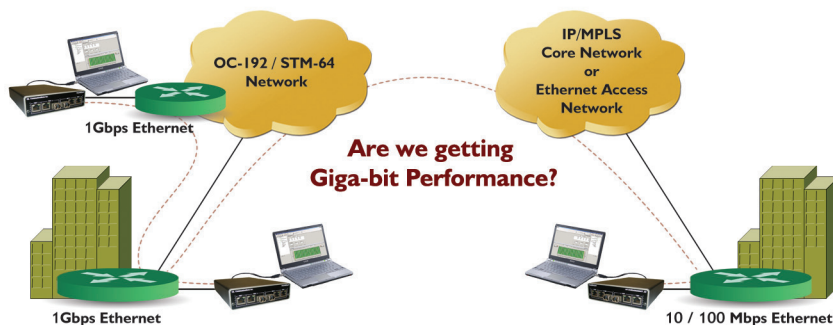 OC-192 / STM-64
Network
IP/MPLS
Core Network
or
Ethernet Access
Network
1Gbps Ethernet
Are we getting
Giga-bit Performance?
1Gbps Ethernet
10 / 100 Mbps Ethernet